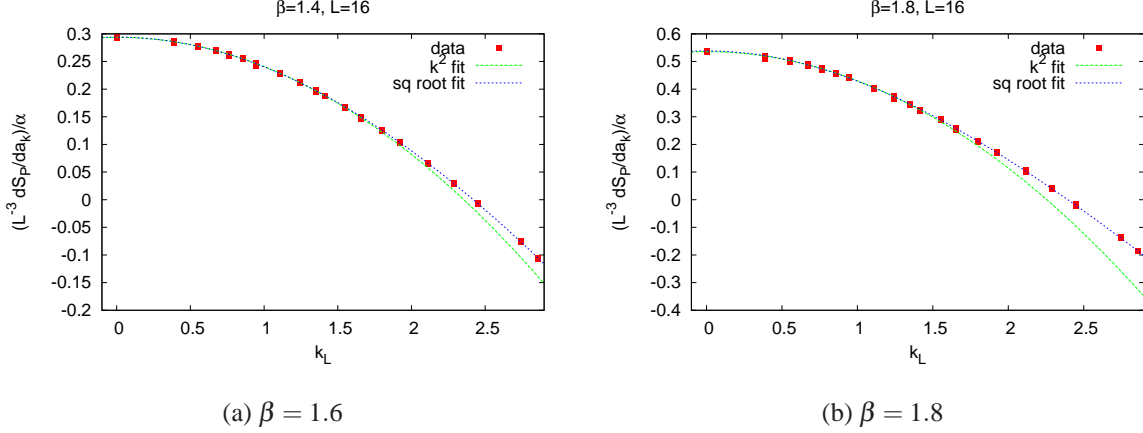 β=1.4, L=16
(L⁻³ dS_P/da_k)/α
0.3
0.25
0.2
0.15
0.1
0.05
0
-0.05
-0.1
-0.15
-0.2
data
k² fit
sq root fit
0 0.5 1 1.5 2 2.5
k_L
(a) β = 1.6
β=1.8, L=16
(L⁻³ dS_P/da_k)/α
0.6
0.5
0.4
0.3
0.2
0.1
0
-0.1
-0.2
-0.3
-0.4
data
k² fit
sq root fit
0 0.5 1 1.5 2 2.5
k_L
(b) β = 1.8